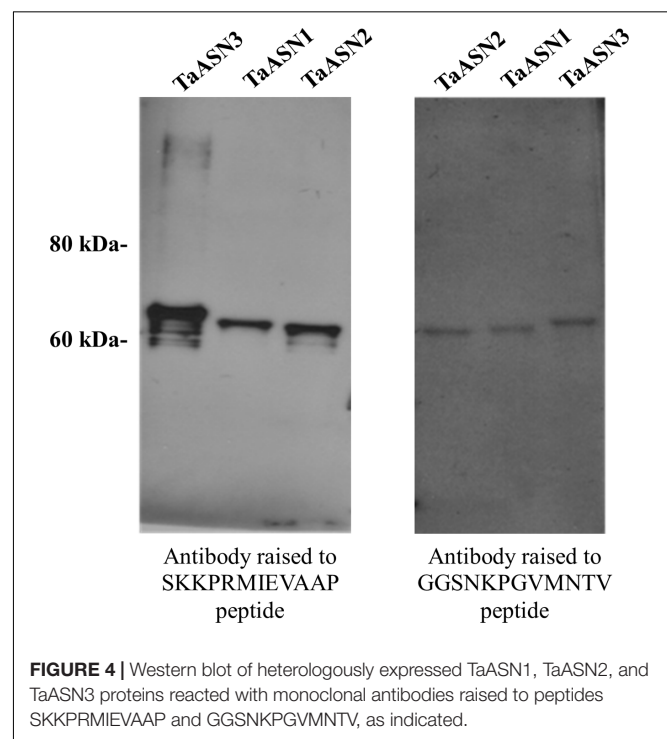 TaASN3 TaASN1 TaASN2
TaASN2 TaASN1 TaASN3
80 kDa-
60 kDa-
Antibody raised to
SKKPRMIEVAAP
peptide
Antibody raised to
GGSNKPGVMNTV
peptide
FIGURE 4 | Western blot of heterologously expressed TaASN1, TaASN2, and
TaASN3 proteins reacted with monoclonal antibodies raised to peptides
SKKPRMIEVAAP and GGSNKPGVMNTV, as indicated.